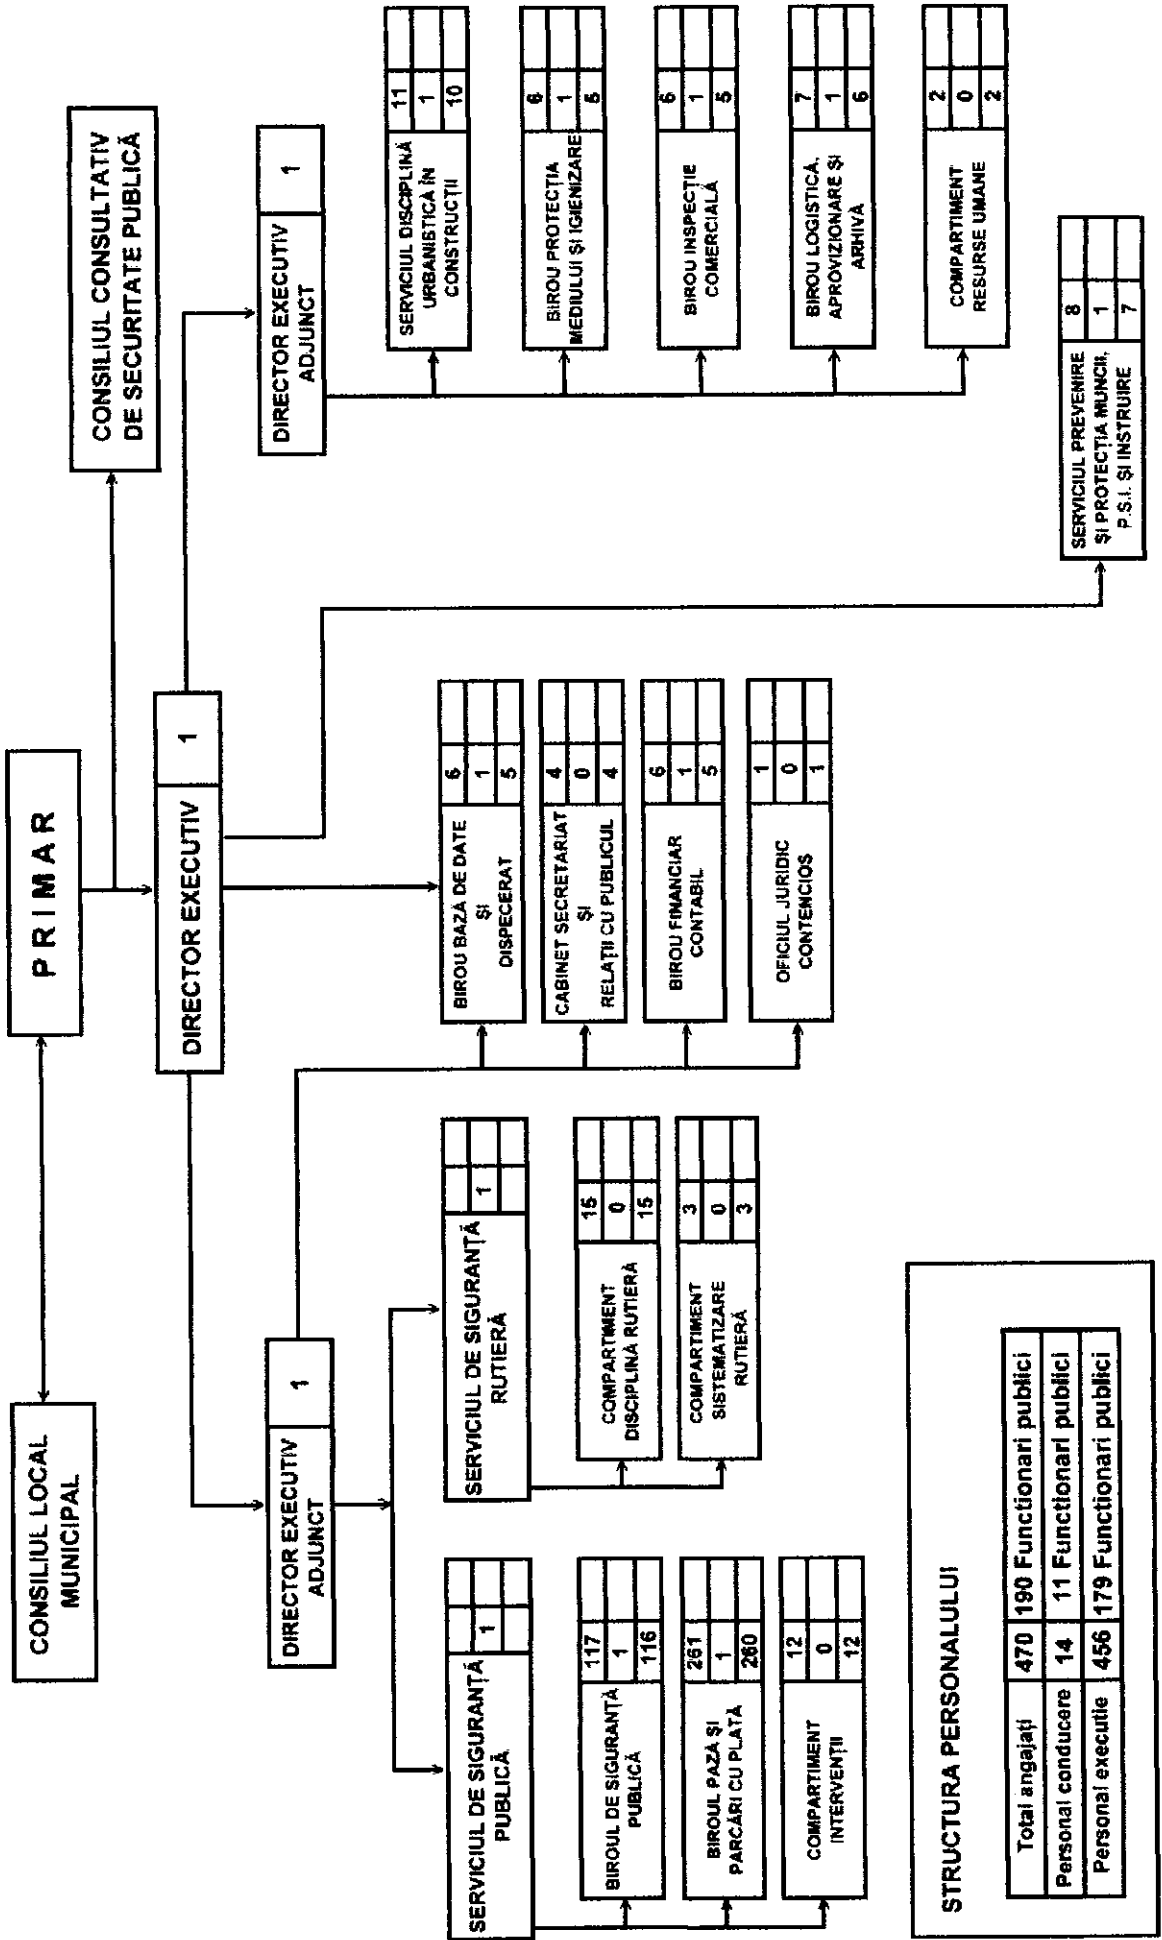 CONSILIUL LOCAL
MUNICIPAL
P R I M A R
CONSILIUL CONSULTATIV
DE SECURITATE PUBLICĂ
DIRECTOR EXECUTIV
1
DIRECTOR EXECUTIV
ADJUNCT
1
DIRECTOR EXECUTIV
ADJUNCT
1
SERVICIUL DE SIGURANȚĂ
PUBLICĂ
1
BIROUL DE SIGURANȚĂ
PUBLICĂ
117
1
116
BIROUL PAZĂ ȘI
PARCĂRI CU PLATĂ
261
1
260
COMPARTIMENT
INTERVENȚII
12
0
12
SERVICIUL DE SIGURANȚĂ
RUTIERĂ
1
COMPARTIMENT
DISCIPLINĂ RUTIERĂ
15
0
15
COMPARTIMENT
SISTEMATIZARE
RUTIERĂ
3
0
3
BIROU BAZĂ DE DATE
ȘI
DISPECERAT
6
1
5
CABINET SECRETARIAT
ȘI
RELAȚII CU PUBLICUL
4
0
4
BIROU FINANCIAR
CONTABIL
6
1
5
OFICIUL JURIDIC
CONTENCIOS
1
0
1
SERVICIUL DISCIPLINĂ
URBANISTICĂ ÎN
CONSTRUCȚII
11
1
10
BIROU PROTECȚIA
MEDIULUI ȘI IGIENIZARE
6
1
5
BIROU INSPECȚIE
COMERCIALĂ
6
1
5
BIROU LOGISTICĂ,
APROVIZIONARE ȘI
ARHIVĂ
7
1
6
COMPARTIMENT
RESURSE UMANE
2
0
2
SERVICIUL PREVENIRE
ȘI PROTECȚIA MUNCII,
P.S.I. ȘI INSTRUIRE
8
1
7
STRUCTURA PERSONALULUI
Total angajați 470 190 Functionari publici
Personal conducere 14 11 Functionari publici
Personal executie 456 179 Functionari publici